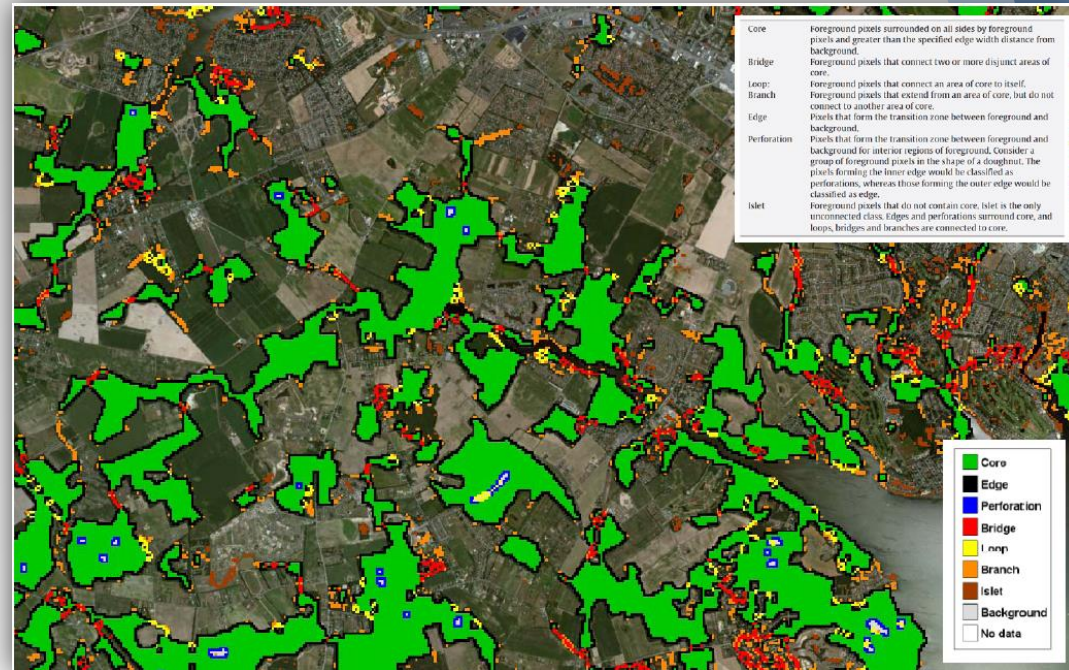 Core Foreground pixels surrounded on all sides by foreground
pixels and greater than the specified edge width distance from
background.
Bridge Foreground pixels that connect two or more disjunct areas of
core.
Loop: Foreground pixels that connect an area of core to itself.
Branch Foreground pixels that extend from an area of core, but do not
connect to another area of core.
Edge Pixels that form the transition zone between foreground and
background.
Perforation Pixels that form the transition zone between foreground and
background for interior regions of foreground. Consider a
group of foreground pixels in the shape of a doughnut. The
pixels forming the inner edge would be classified as
perforations, whereas those forming the outer edge would be
classified as edge.
Islet Foreground pixels that do not contain core. Islet is the only
unconnected class. Edges and perforations surround core, and
loops, bridges and branches are connected to core.
Core
Edge
Perforation
Bridge
Loop
Branch
Islet
Background
No data